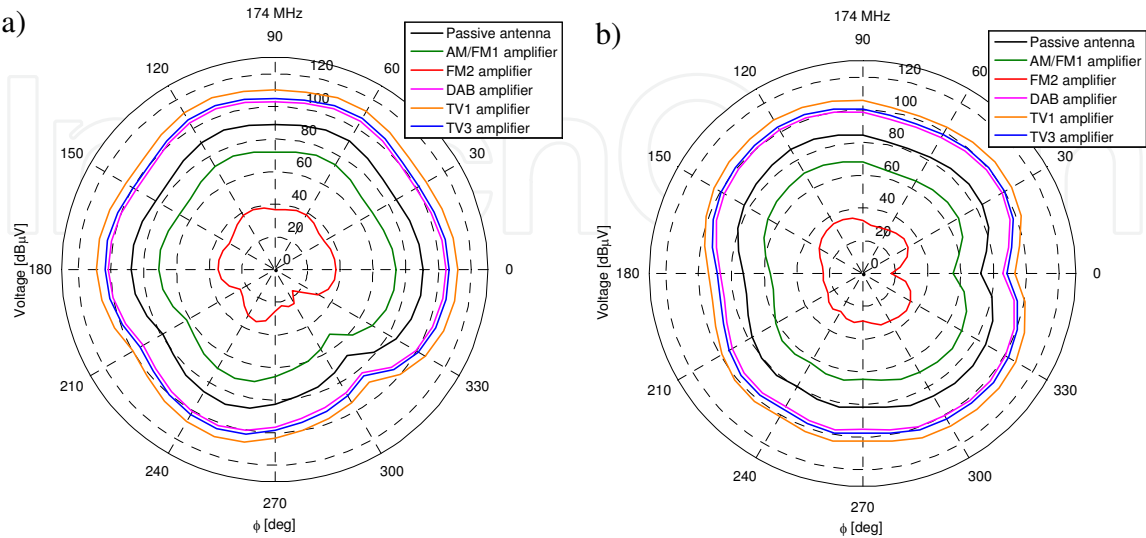 a)
174 MHz
90
60
30
0
330
300
270
240
210
180
150
120
120
100
80
60
40
20
0
Voltage [dBµV]
ϕ [deg]
Passive antenna
AM/FM1 amplifier
FM2 amplifier
DAB amplifier
TV1 amplifier
TV3 amplifier
b)
174 MHz
90
60
30
0
330
300
270
240
210
180
150
120
120
100
80
60
40
20
0
Voltage [dBµV]
ϕ [deg]
Passive antenna
AM/FM1 amplifier
FM2 amplifier
DAB amplifier
TV1 amplifier
TV3 amplifier